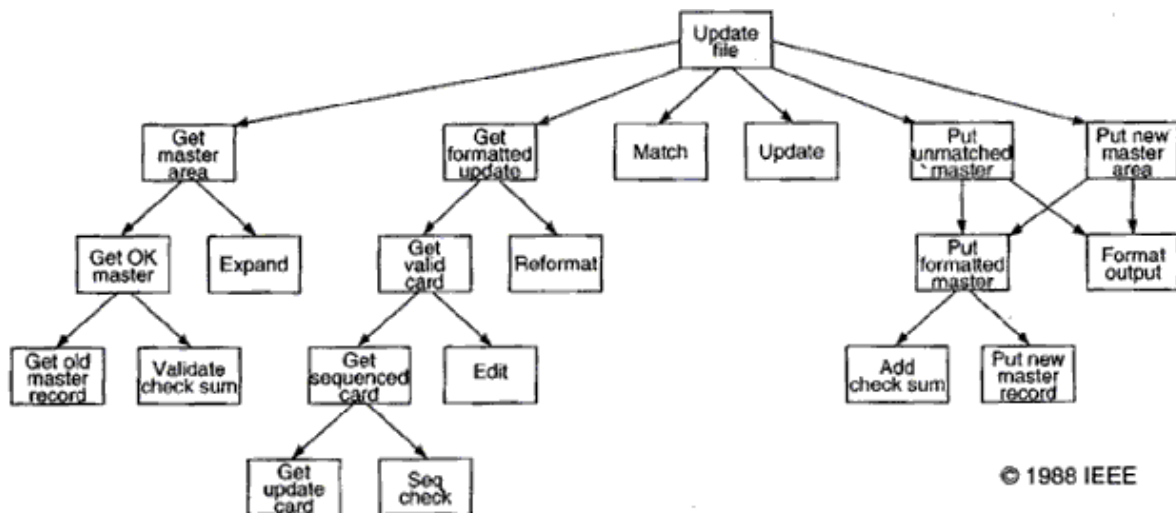 Update
file
Get
master
area
Get
formatted
update
Match
Update
Put
unmatched
master
Put new
master
area
Get OK
master
Expand
Get
valid
card
Reformat
Put
formatted
master
Format
output
Get old
master
record
Validate
check sum
Get
sequenced
card
Edit
Add
check sum
Put new
master
record
Get
update
card
Seq
check
© 1988 IEEE